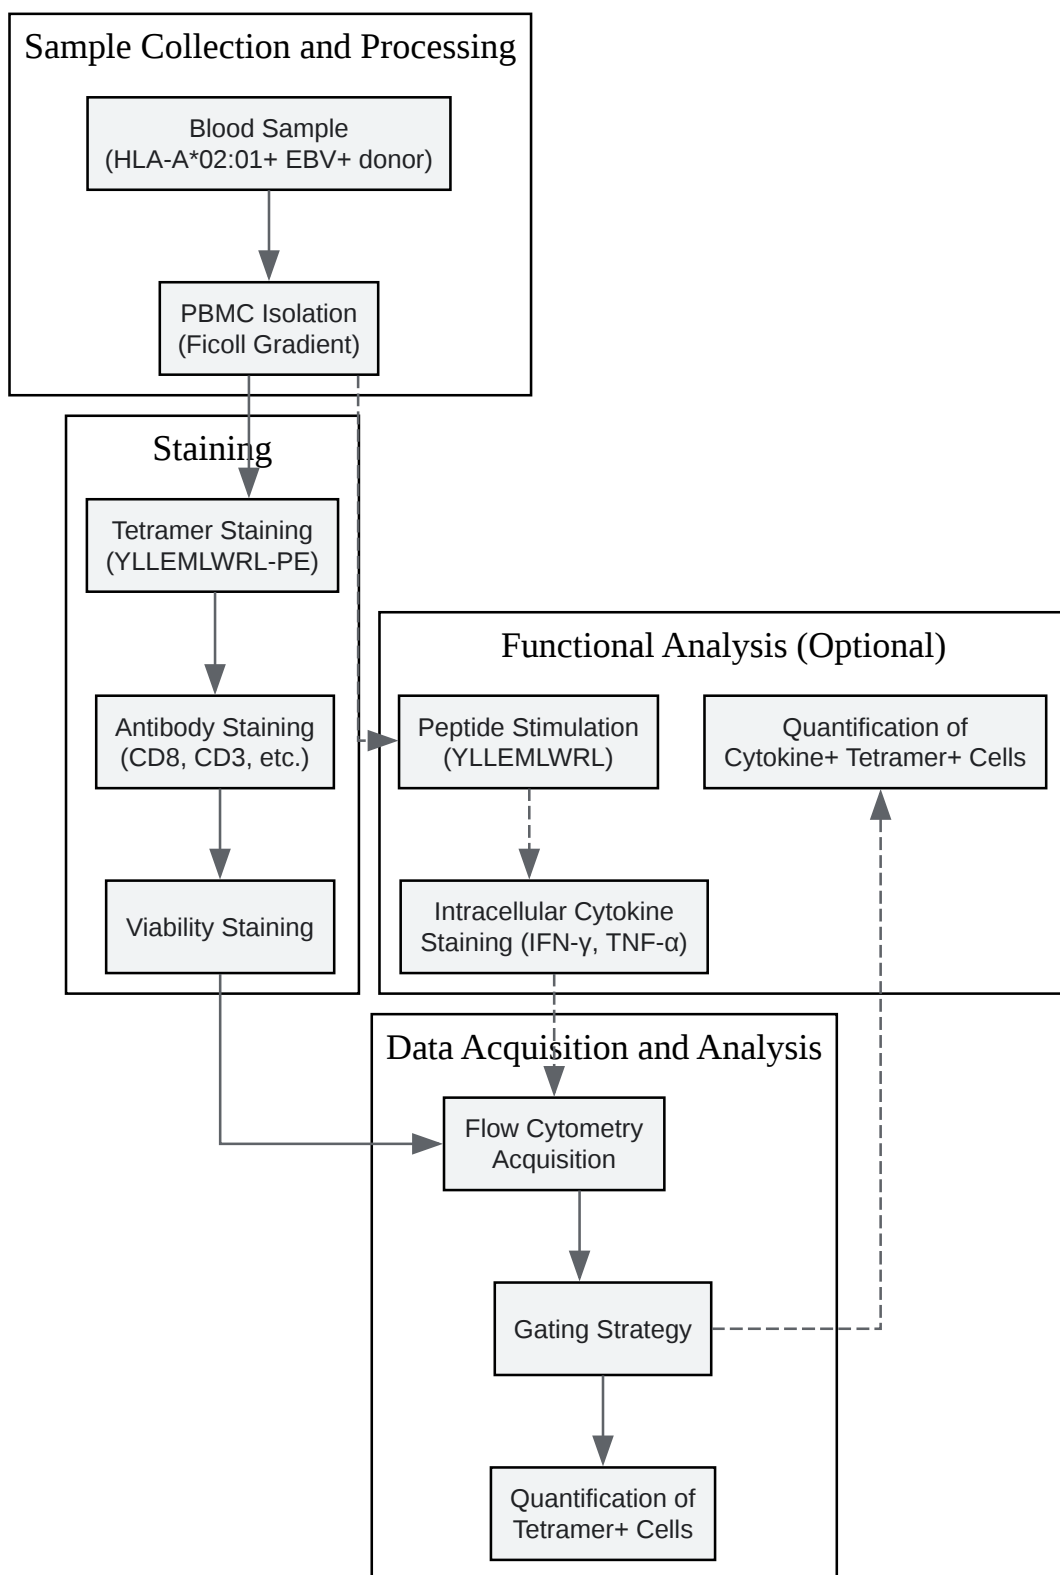 Sample Collection and Processing
Blood Sample
(HLA-A*02:01+ EBV+ donor)
PBMC Isolation
(Ficoll Gradient)
Staining
Tetramer Staining
(YLLEMLWRL-PE)
Antibody Staining
(CD8, CD3, etc.)
Viability Staining
Functional Analysis (Optional)
Peptide Stimulation
(YLLEMLWRL)
Quantification of
Cytokine+ Tetramer+ Cells
Intracellular Cytokine
Staining (IFN-γ, TNF-α)
Data Acquisition and Analysis
Flow Cytometry
Acquisition
Gating Strategy
Quantification of
Tetramer+ Cells